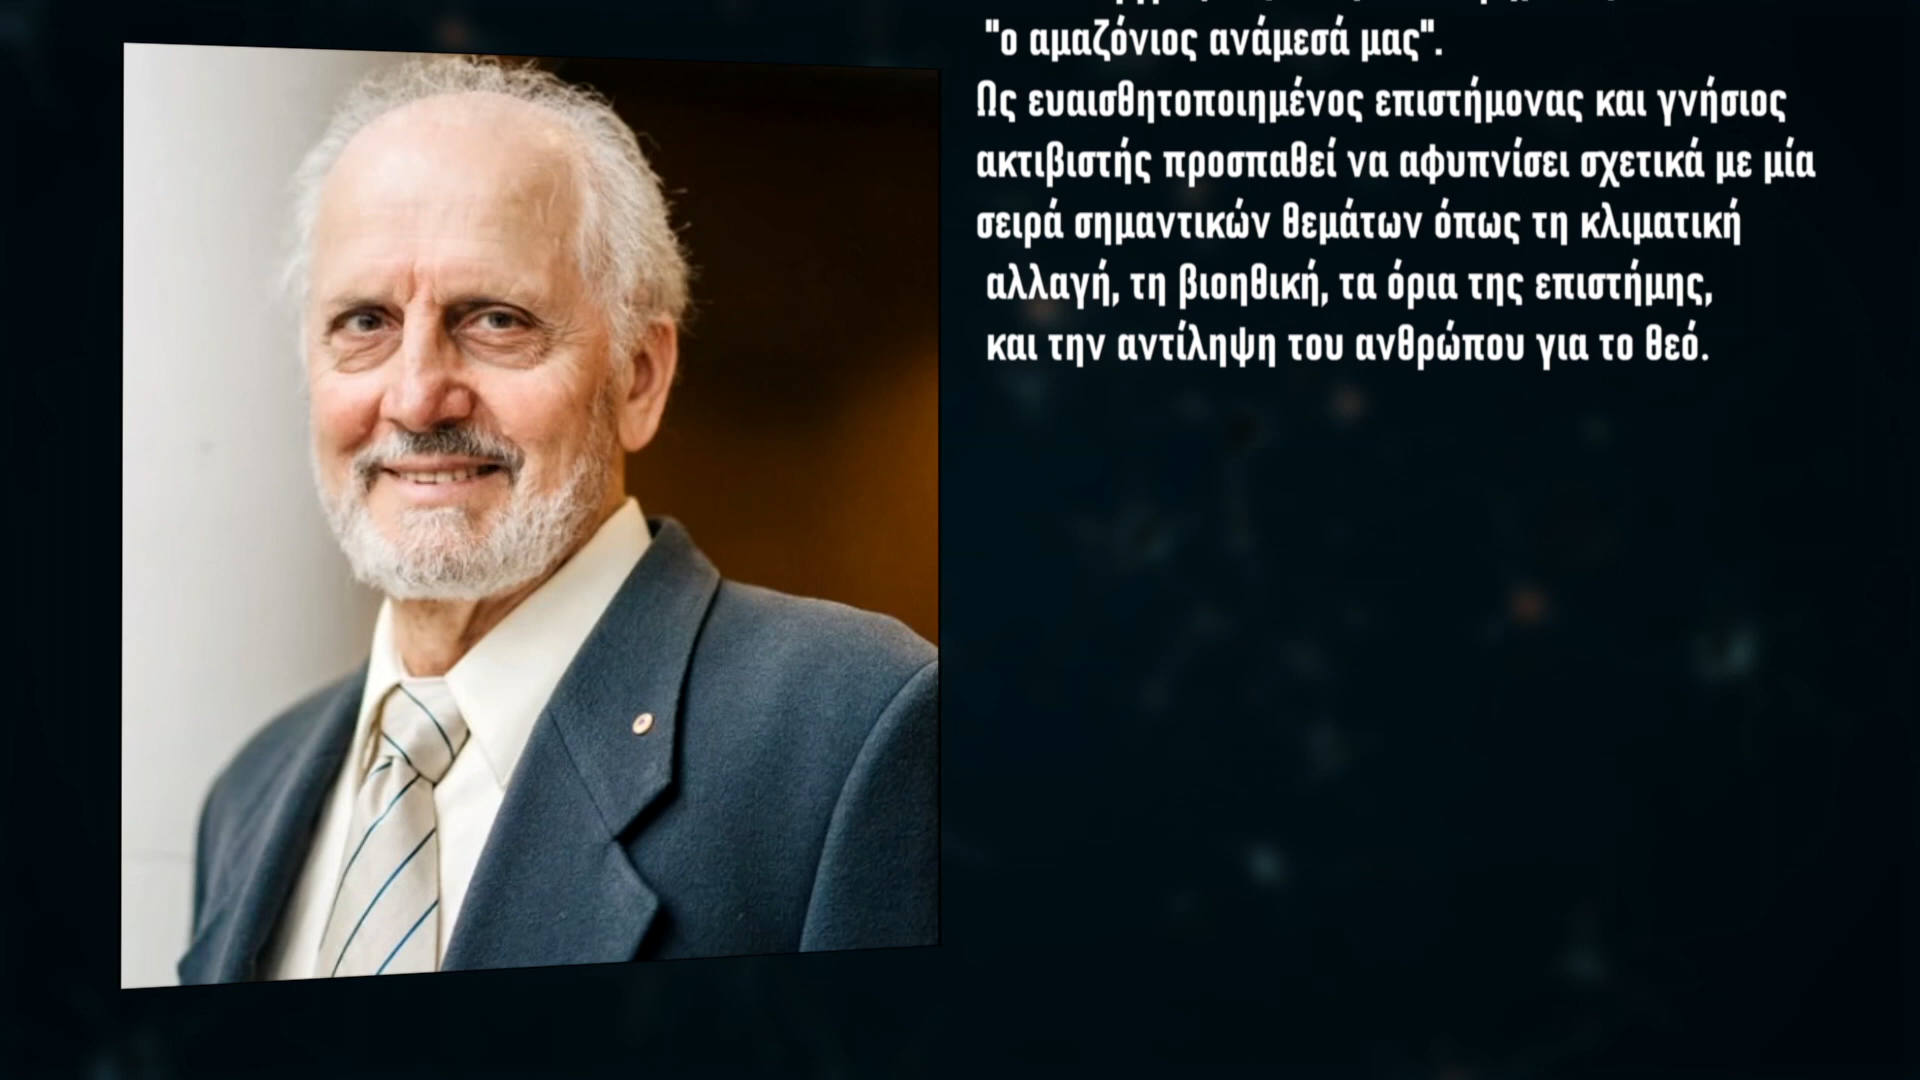 "ο αμαζόνιος ανάμεσά μας".
Ως ευαισθητοποιημένος επιστήμονας και γνήσιος
ακτιβιστής προσπαθεί να αφυπνίσει σχετικά με μία
σειρά σημαντικών θεμάτων όπως τη κλιματική
αλλαγή, τη βιοηθική, τα όρια της επιστήμης,
και την αντίληψη του ανθρώπου για το θεό.